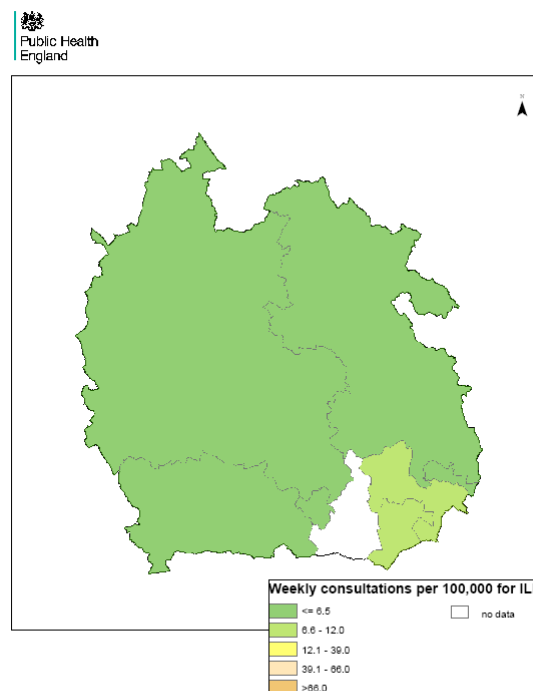 Public Health
England
N
Weekly consultations per 100,000 for IL
<= 6.5
no data
6.6 - 12.0
12.1 - 39.0
39.1 - 66.0
>66.0